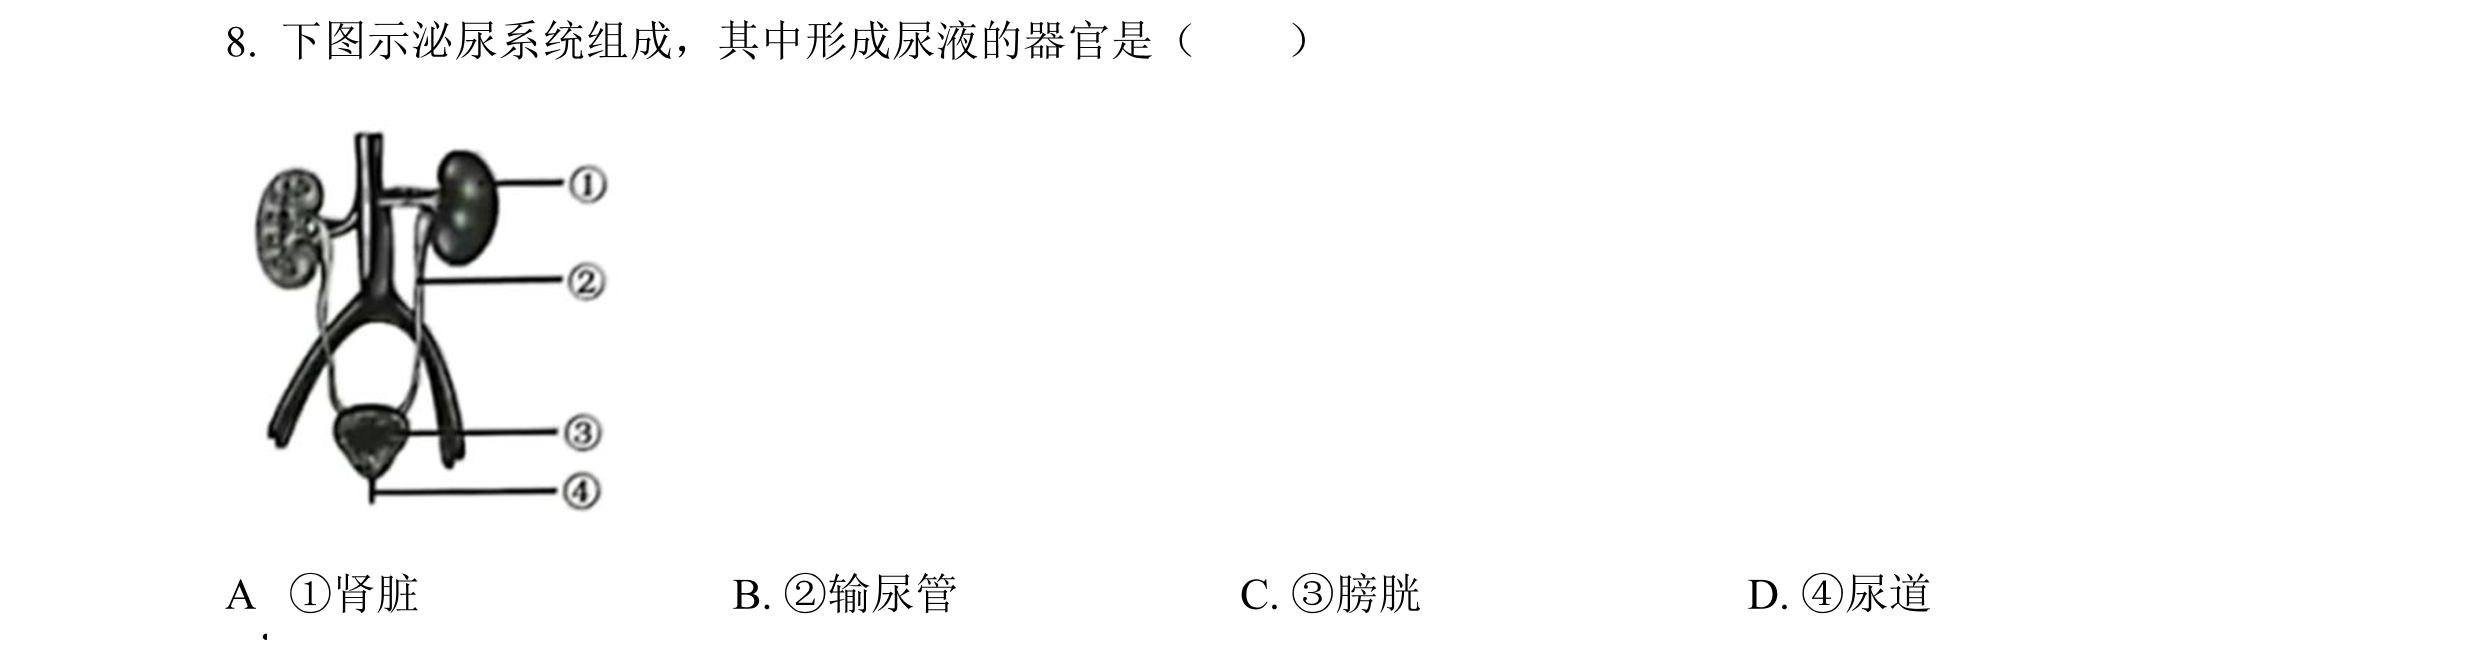 8. 下图示泌尿系统组成，其中形成尿液的器官是（　　）
①
②
③
④
A ①肾脏 B. ②输尿管 C. ③膀胱 D. ④尿道
.